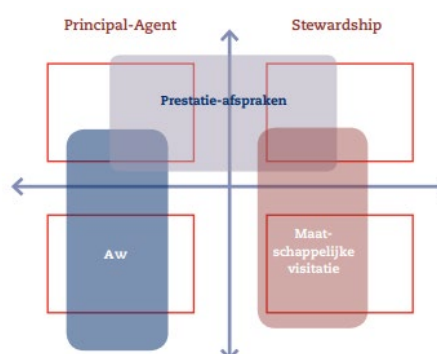 Principal-Agent
Stewardship
Prestatie-afspraken
Aw
Maat-
schappelijke
visitatie